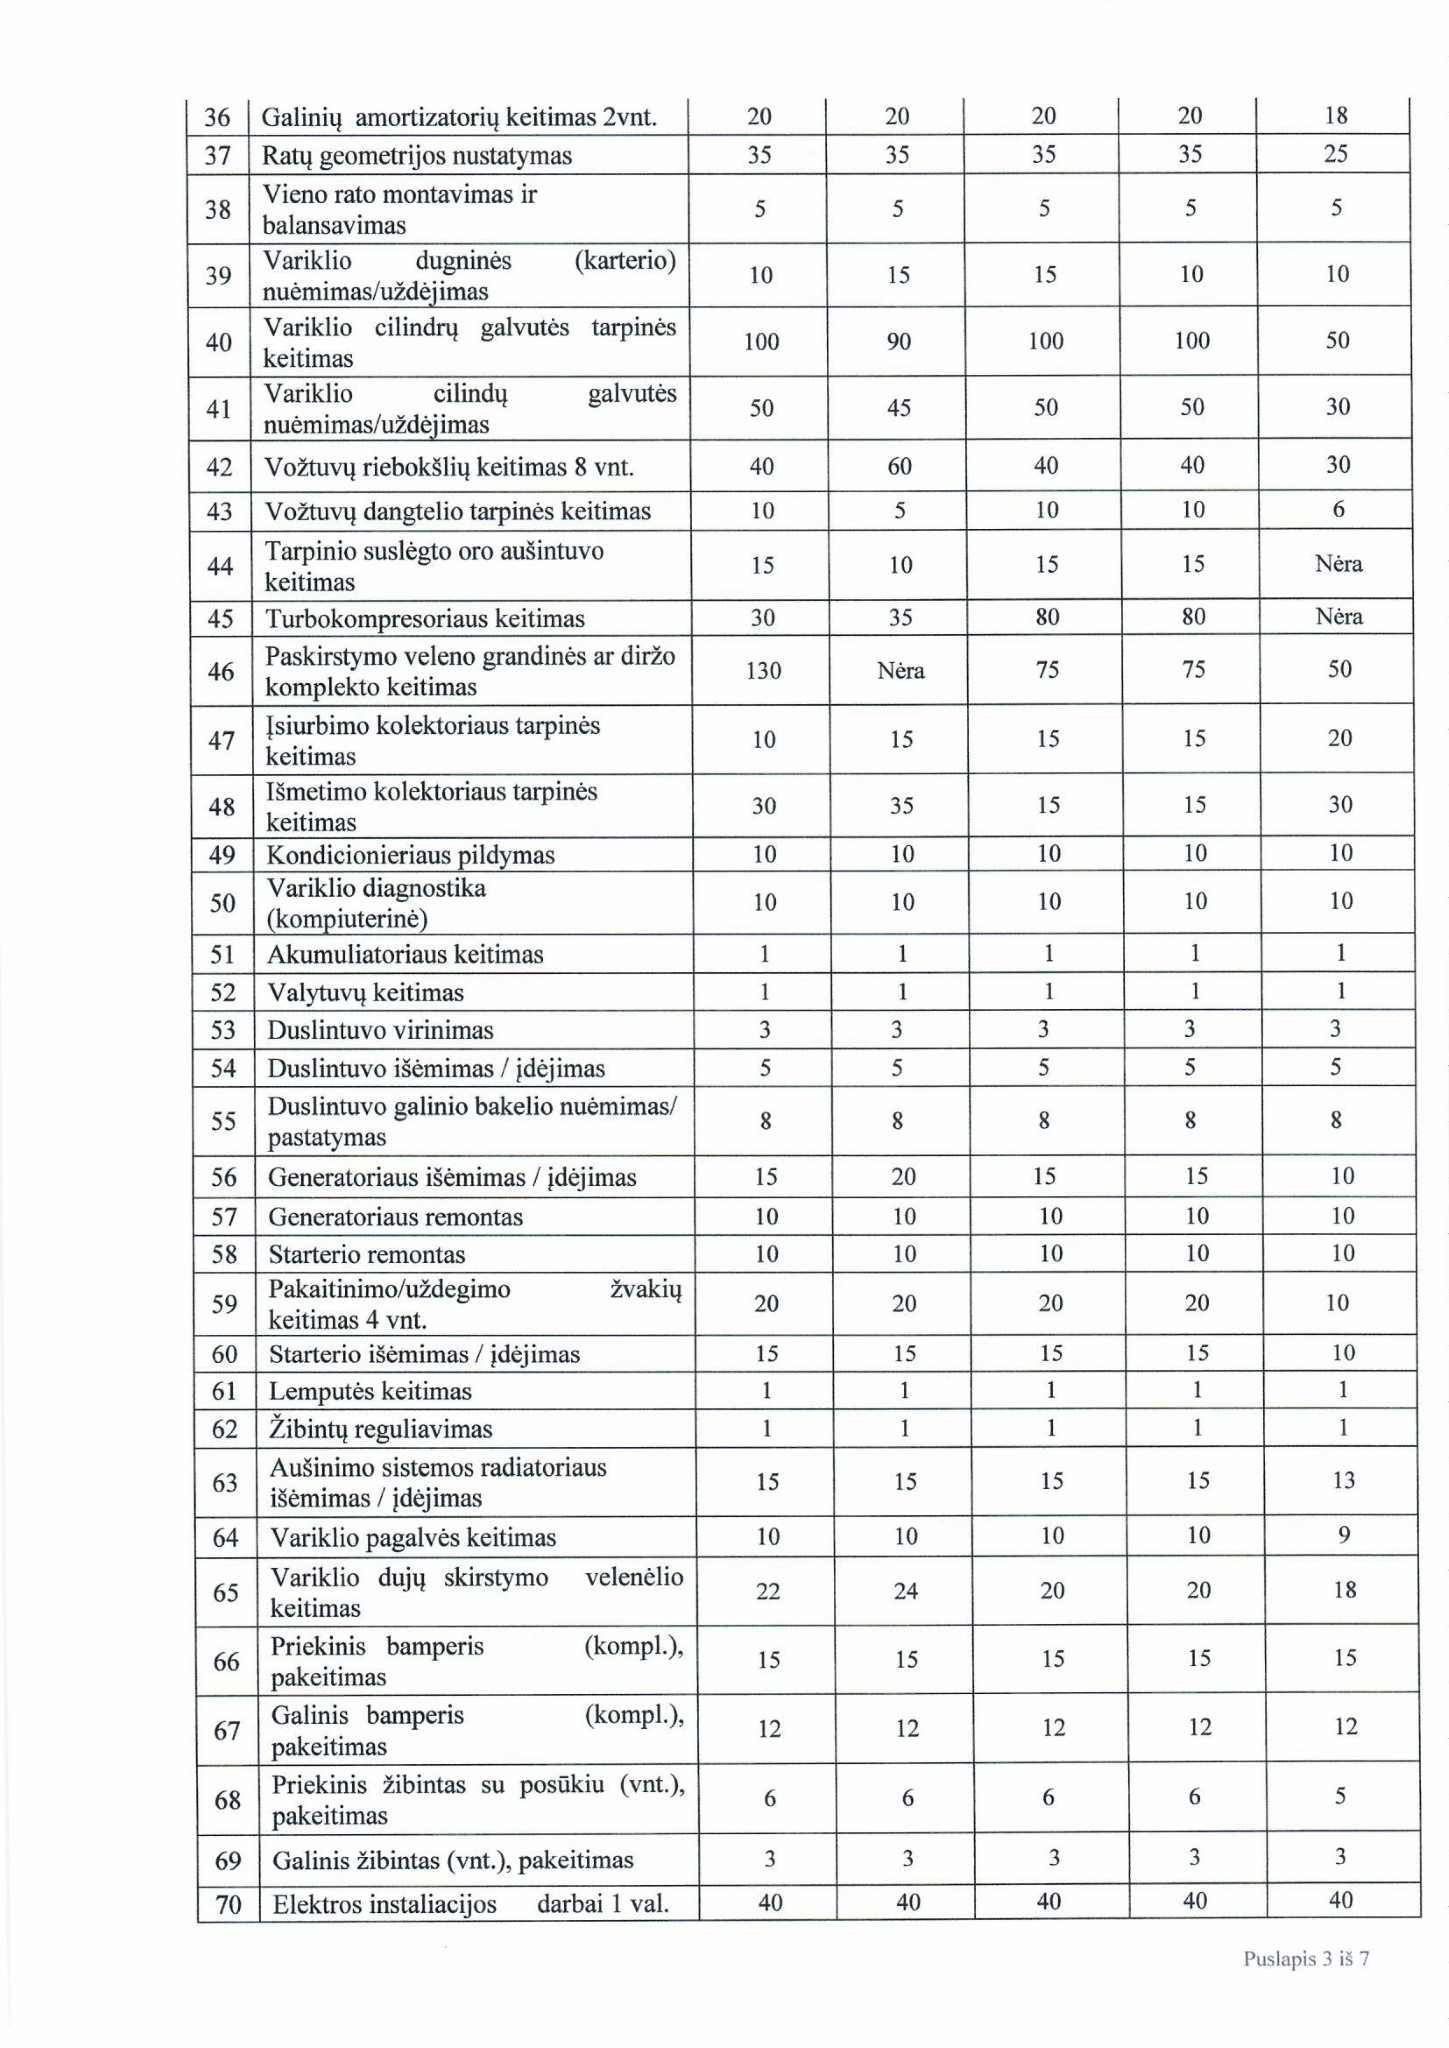 36 Galinių amortizatorių keitimas 2vnt. 20 20 20 20 18
37 Ratų geometrijos nustatymas 35 35 35 35 25
38 Vieno rato montavimas ir
balansavimas 5 5 5 5 5
39 Variklio dugninės (karterio)
nuėmimas/uždėjimas 10 15 15 10 10
40 Variklio cilindrų galvutės tarpinės
keitimas 100 90 100 100 50
41 Variklio cilindų galvutės
nuėmimas/uždėjimas 50 45 50 50 30
42 Vožtuvų riebokšlių keitimas 8 vnt. 40 60 40 40 30
43 Vožtuvų dangtelio tarpinės keitimas 10 5 10 10 6
44 Tarpinio suslėgto oro aušintuvo
keitimas 15 10 15 15 Nėra
45 Turbokompresoriaus keitimas 30 35 80 80 Nėra
46 Paskirstymo veleno grandinės ar diržo
komplekto keitimas 130 Nėra 75 75 50
47 Įsiurbimo kolektoriaus tarpinės
keitimas 10 15 15 15 20
48 Išmetimo kolektoriaus tarpinės
keitimas 30 35 15 15 30
49 Kondicionieriaus pildymas 10 10 10 10 10
50 Variklio diagnostika
(kompiuterinė) 10 10 10 10 10
51 Akumuliatoriaus keitimas 1 1 1 1 1
52 Valytuvų keitimas 1 1 1 1 1
53 Duslintuvo virinimas 3 3 3 3 3
54 Duslintuvo išėmimas / įdėjimas 5 5 5 5 5
55 Duslintuvo galinio bakelio nuėmimas/
pastatymas 8 8 8 8 8
56 Generatoriaus išėmimas / įdėjimas 15 20 15 15 10
57 Generatoriaus remontas 10 10 10 10 10
58 Starterio remontas 10 10 10 10 10
59 Pakaitinimo/uždegimo žvakių
keitimas 4 vnt. 20 20 20 20 10
60 Starterio išėmimas / įdėjimas 15 15 15 15 10
61 Lemputės keitimas 1 1 1 1 1
62 Žibintų reguliavimas 1 1 1 1 1
63 Aušinimo sistemos radiatoriaus
išėmimas / įdėjimas 15 15 15 15 13
64 Variklio pagalvės keitimas 10 10 10 10 9
65 Variklio dujų skirstymo velenėlio
keitimas 22 24 20 20 18
66 Priekinis bamperis (kompl.),
pakeitimas 15 15 15 15 15
67 Galinis bamperis (kompl.),
pakeitimas 12 12 12 12 12
68 Priekinis žibintas su posūkiu (vnt.),
pakeitimas 6 6 6 6 5
69 Galinis žibintas (vnt.), pakeitimas 3 3 3 3 3
70 Elektros instaliacijos darbai 1 val. 40 40 40 40 40
Puslapis 3 iš 7